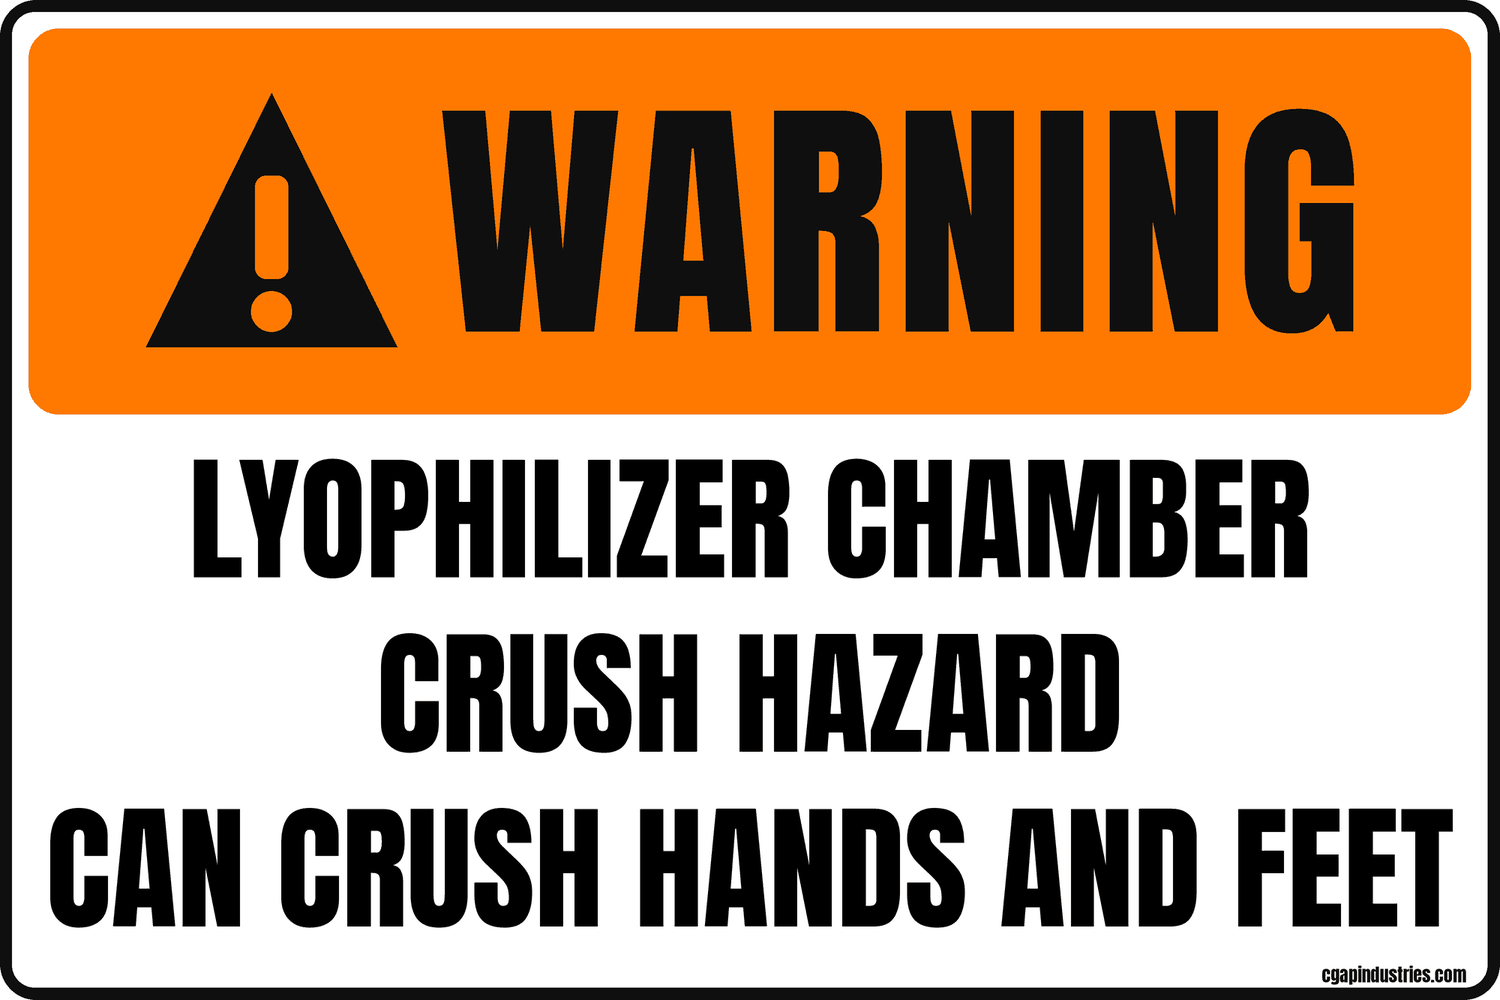 WARNING
LYOPHILIZER CHAMBER
CRUSH HAZARD
CAN CRUSH HANDS AND FEET
cgapindustries.com